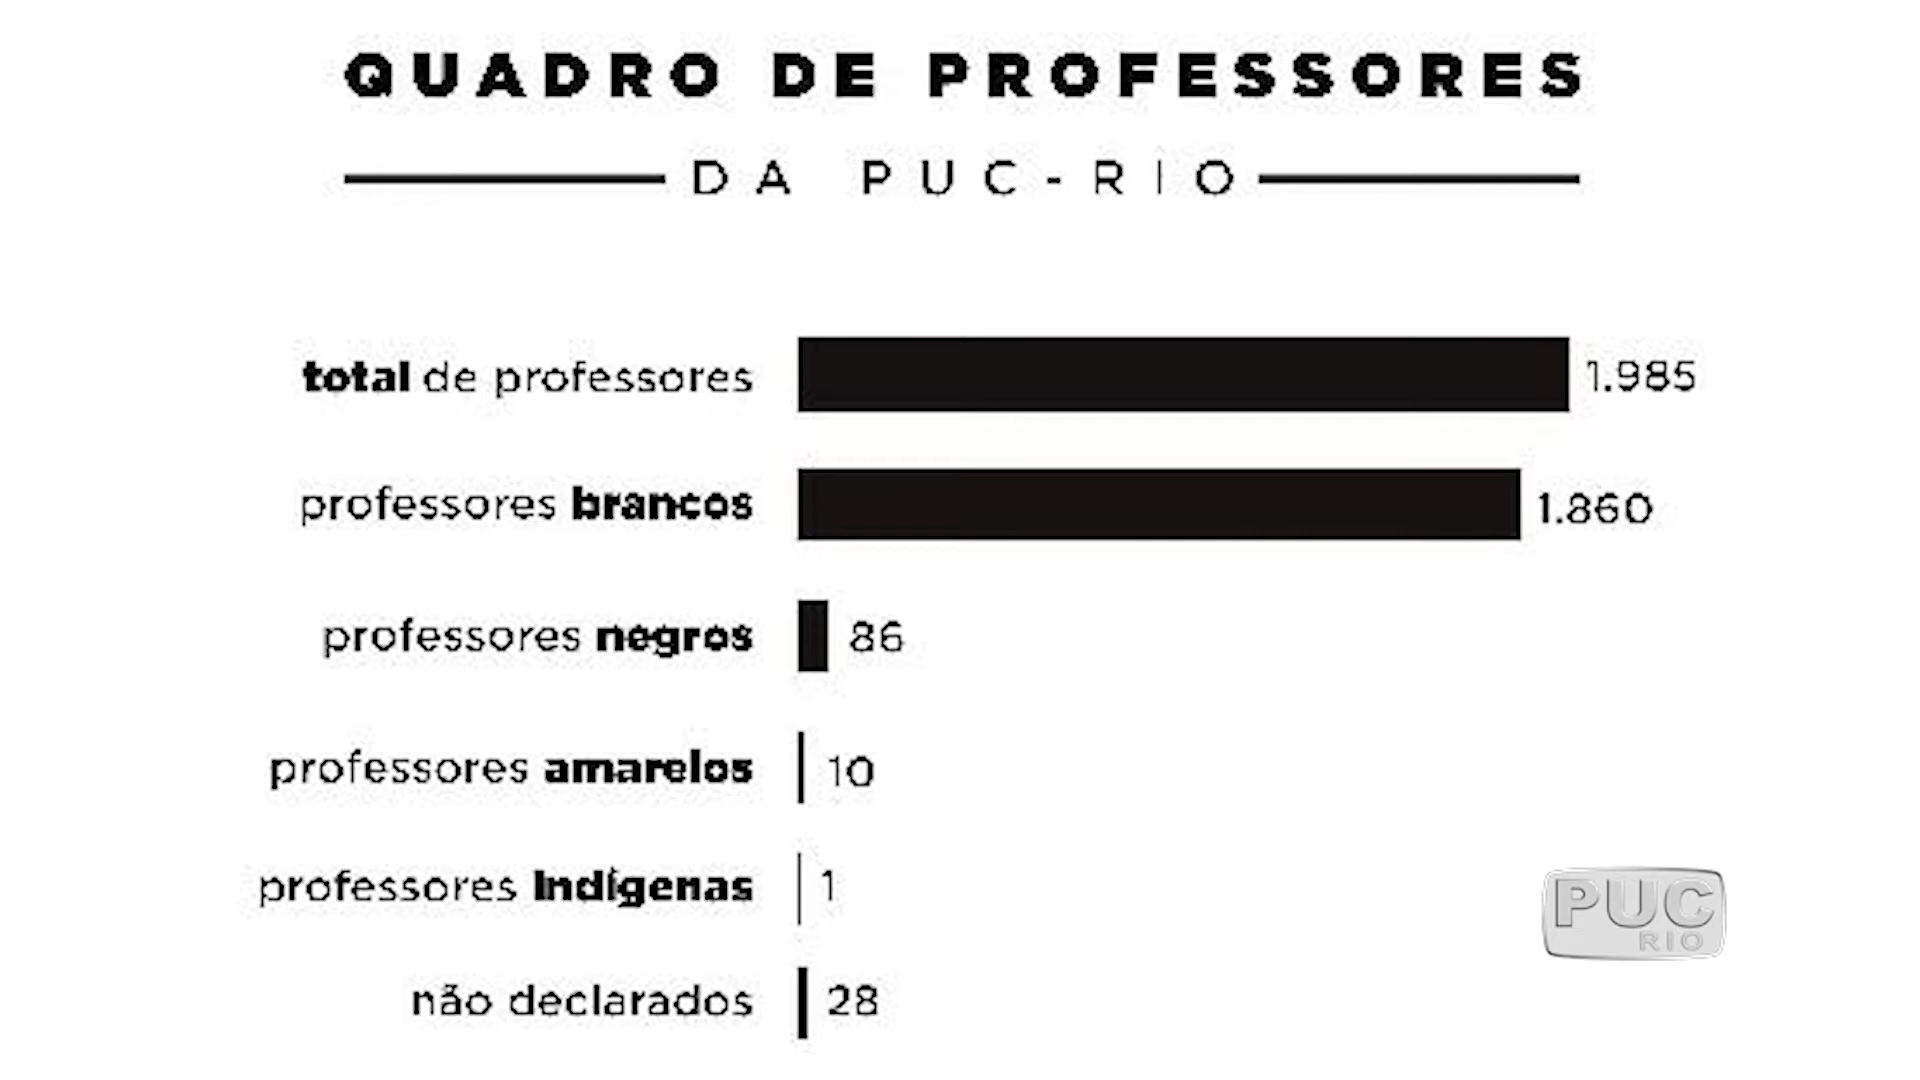 QUADRO DE PROFESSORES
DA PUC-RIO
total de professores 1.985
professores brancos 1.860
professores negros 86
professores amarelos 10
professores Indígenas 1
não declarados 28
PUC
RIO